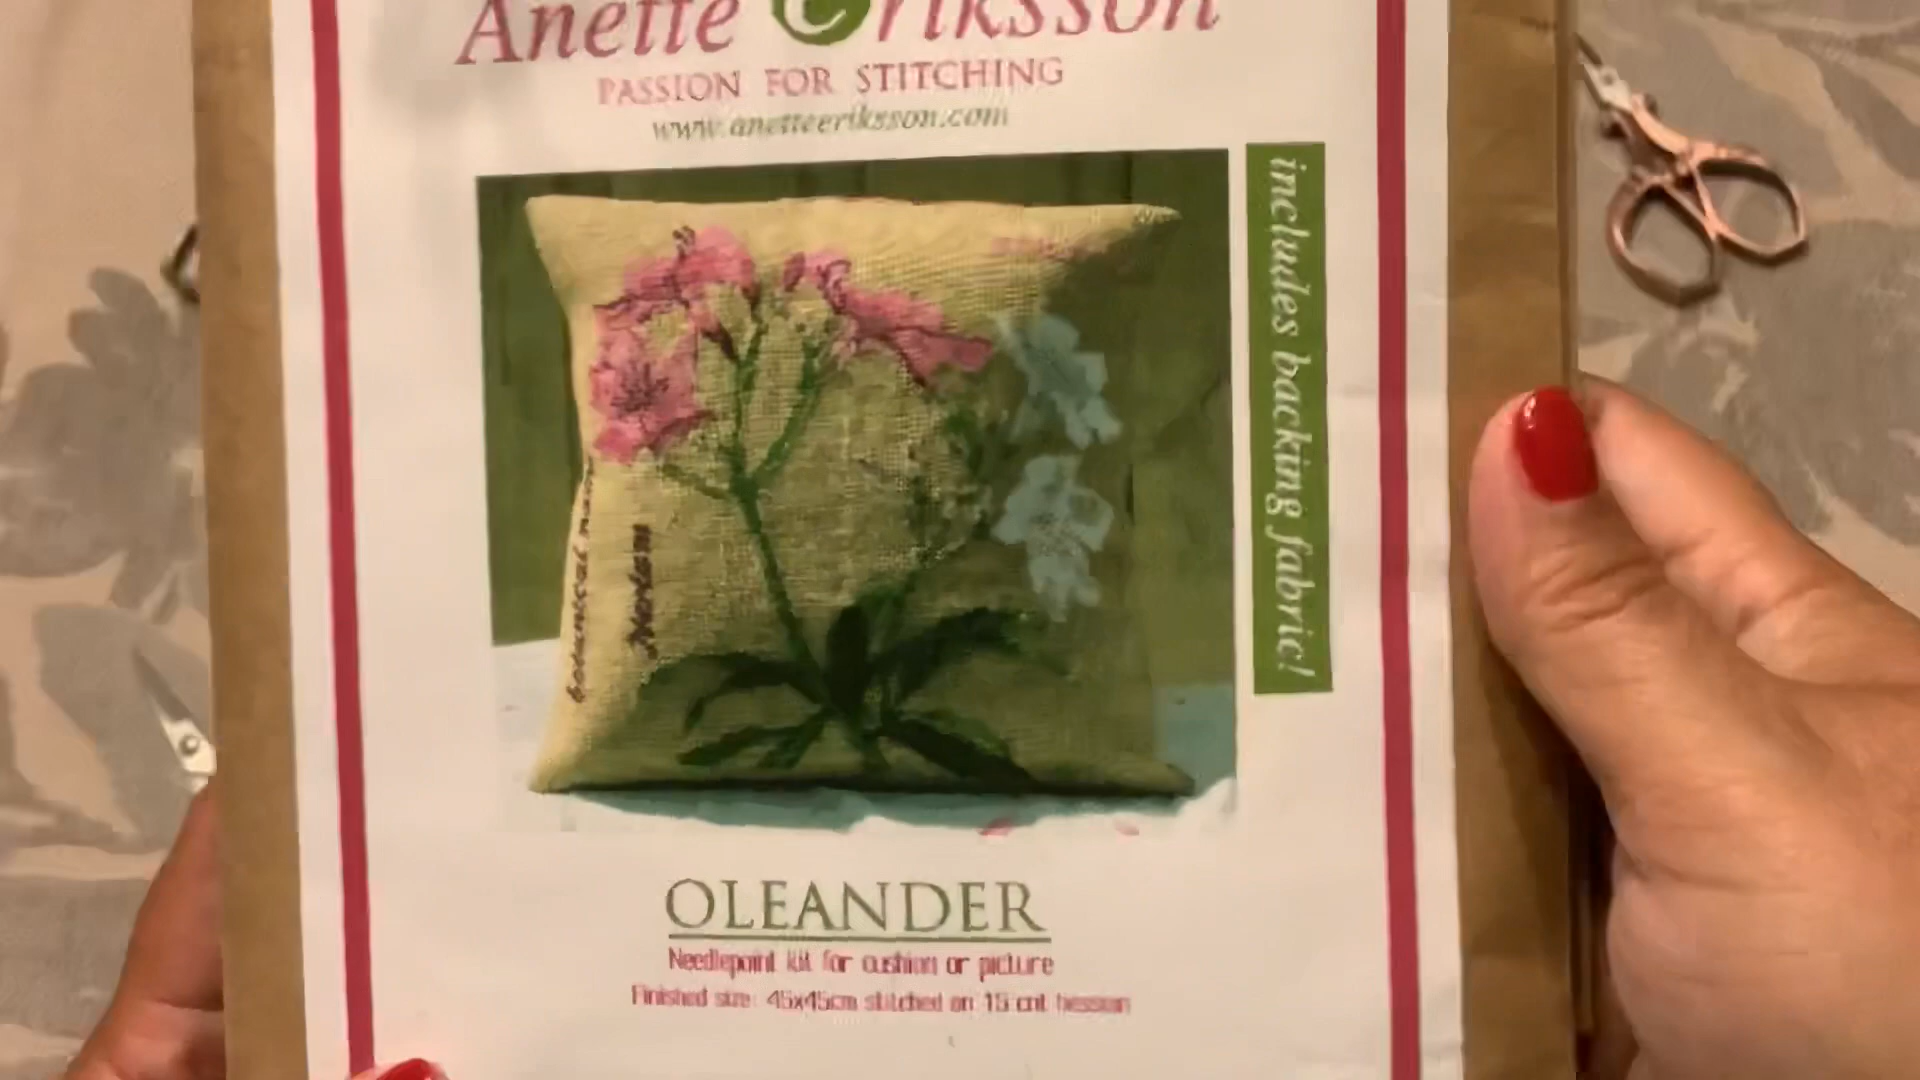 Anette Eriksson
PASSION FOR STITCHING
www.anetteeriksson.com
includes backing fabric!
botanical
OLEANDER
Needlepoint kit for cushion or picture
Finished size: 45x45cm stitched on 15 cnt hessian